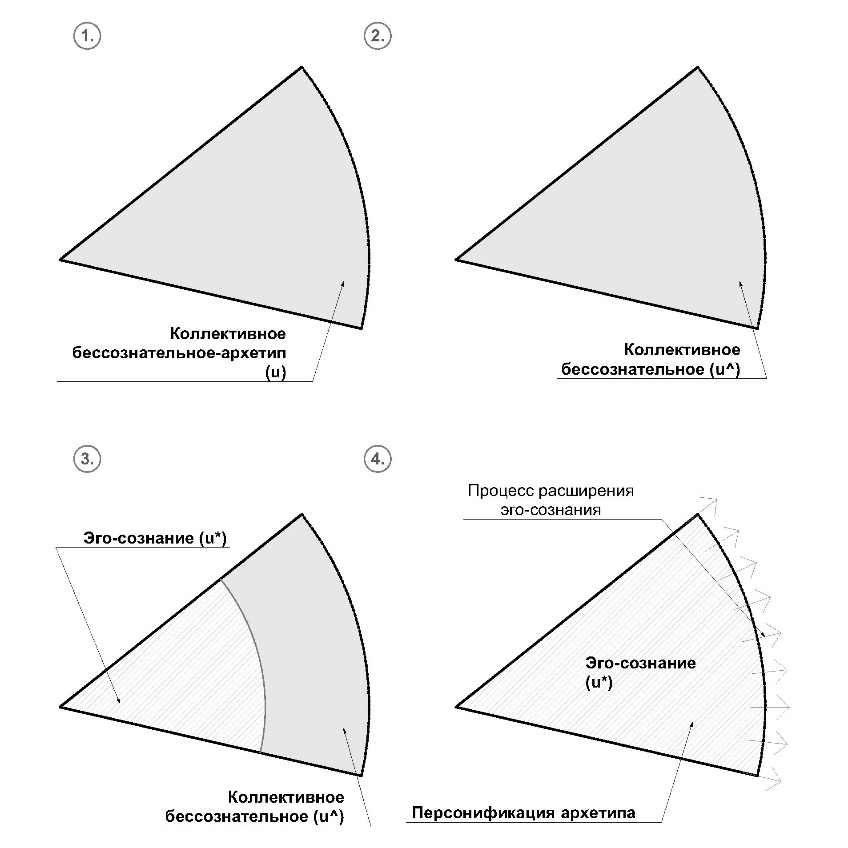 1.
Коллективное
бессознательное-архетип
(u)
2.
Коллективное
бессознательное (u^)
3.
Эго-сознание (u*)
Коллективное
бессознательное (u^)
4.
Процесс расширения
эго-сознания
Эго-сознание
(u*)
Персонификация архетипа